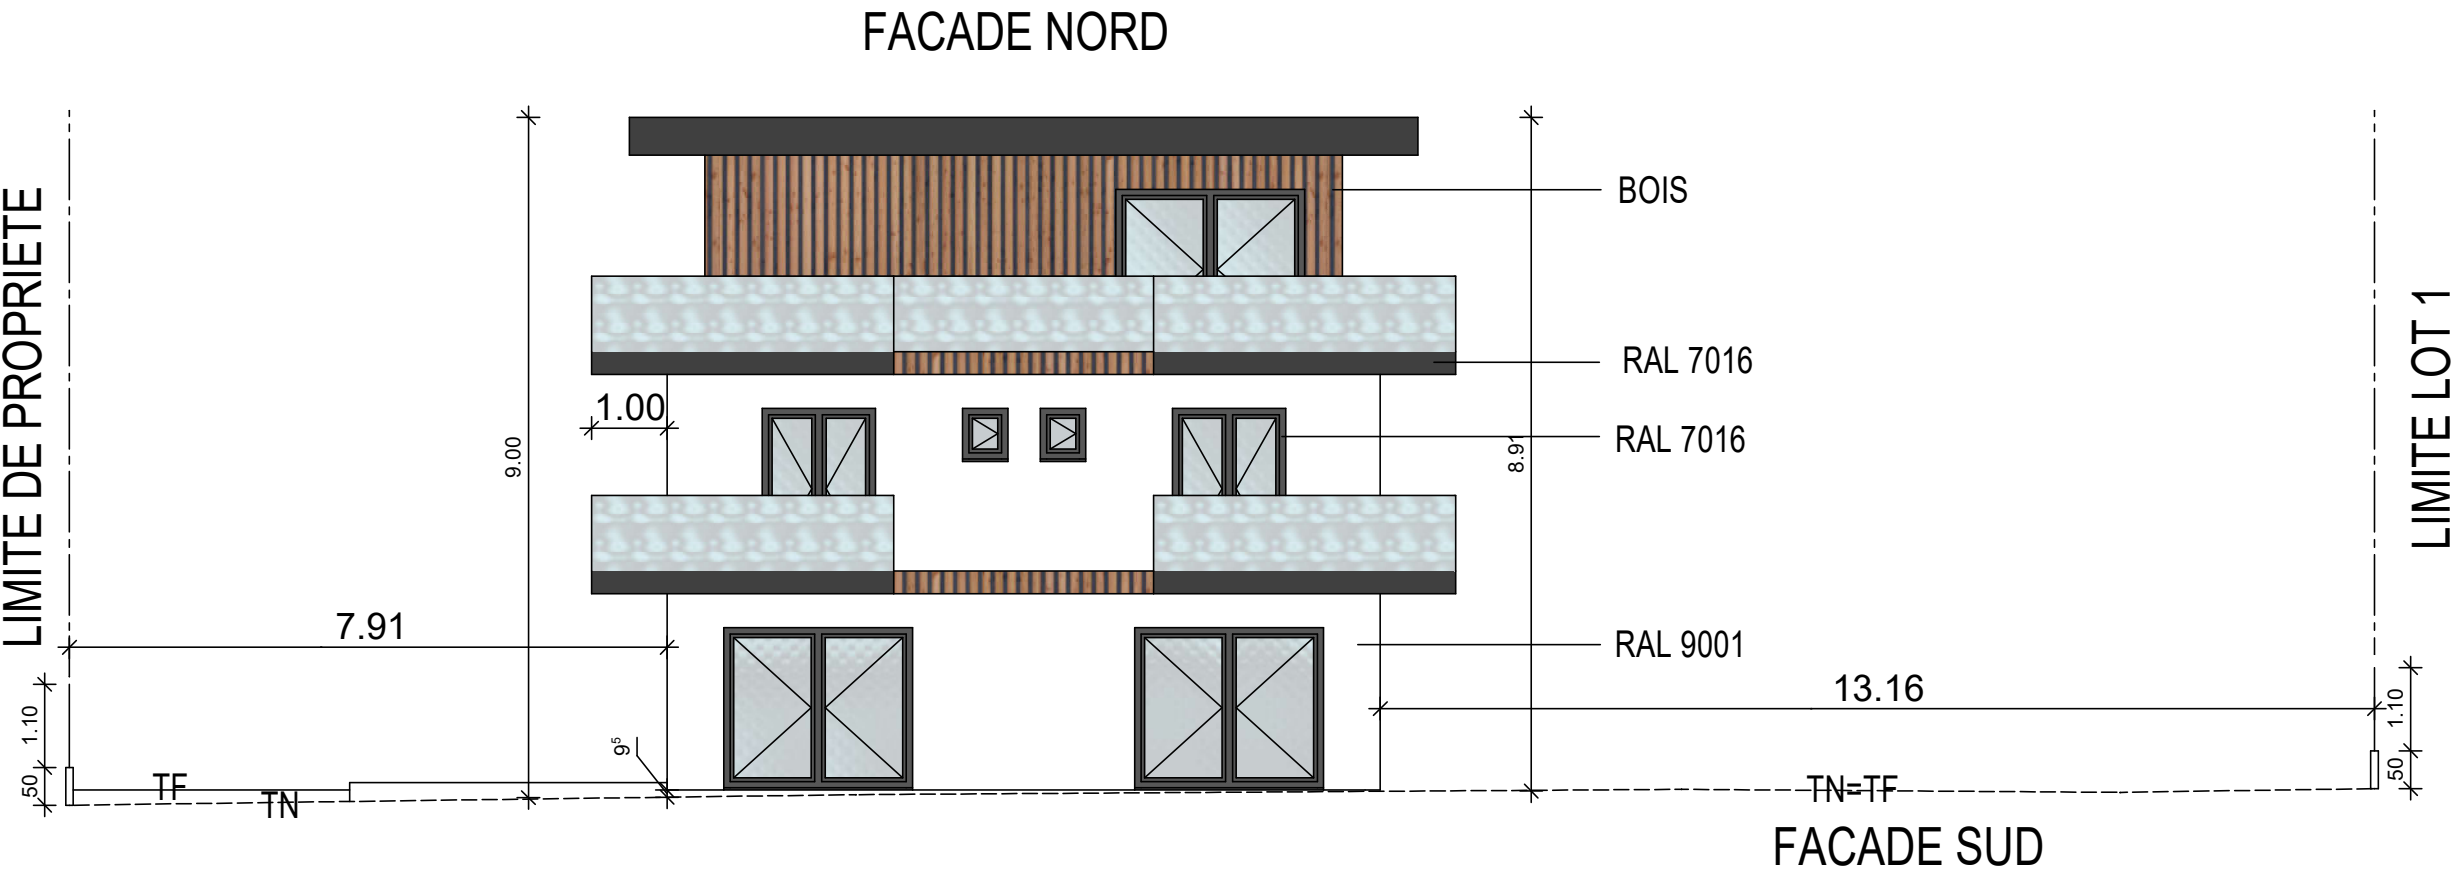 FACADE NORD
BOIS
LIMITE DE PROPRIETE
LIMITE LOT 1
RAL 7016
1.00
9.00
RAL 7016
8.91
7.91
RAL 9001
13.16
1.10
1.10
9⁵
50
TF
TN
TN=TF
50
FACADE SUD